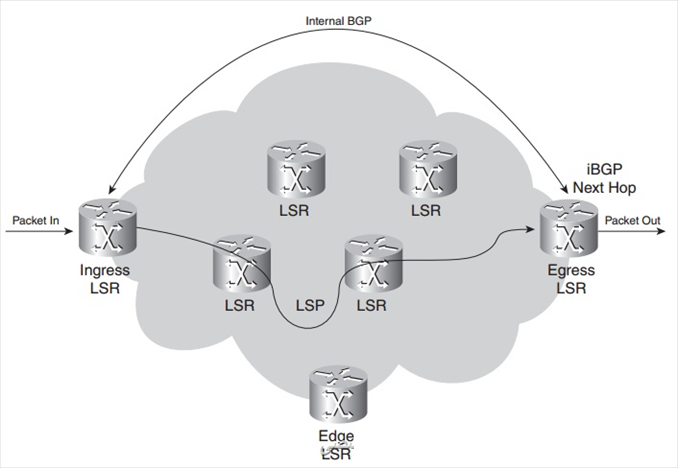 Internal BGP
iBGP
Next Hop
LSR
LSR
Packet In
Packet Out
Ingress
LSR
Egress
LSR
LSR
LSP
LSR
Edge
LSR